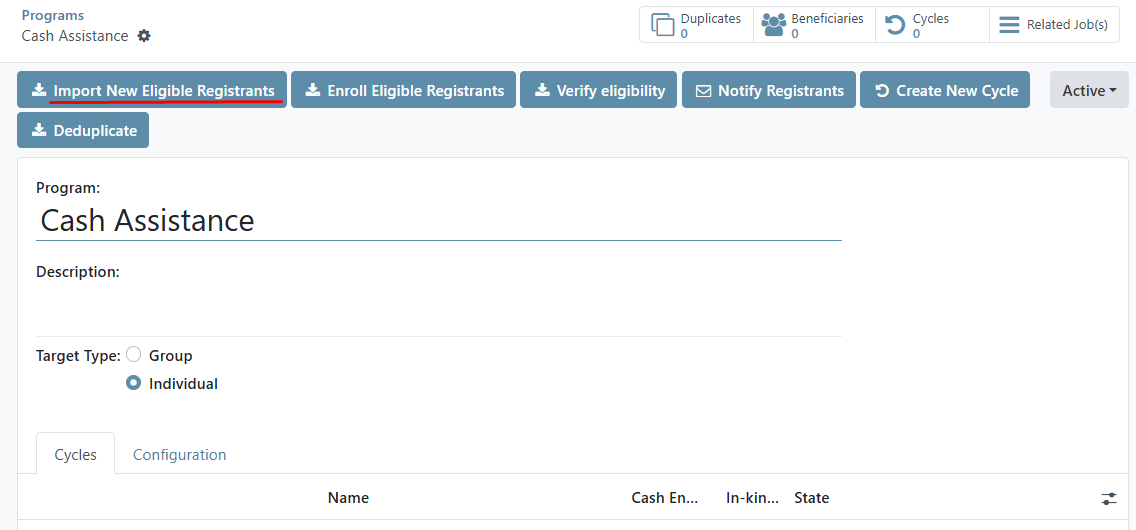 Programs
Cash Assistance
Duplicates
0
Beneficiaries
0
Cycles
0
Related Job(s)
Import New Eligible Registrants
Enroll Eligible Registrants
Verify eligibility
Notify Registrants
Create New Cycle
Active
Deduplicate
Program:
Cash Assistance
Description:
Target Type:
Group
Individual
Cycles
Configuration
Name
Cash En...
In-kin...
State